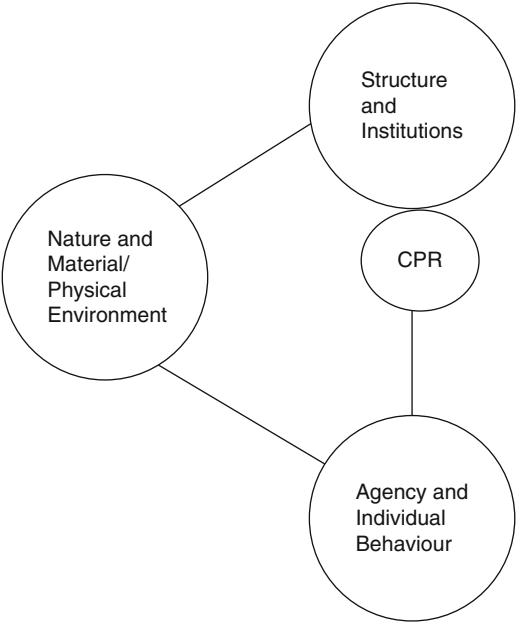 Structure
and
Institutions
Nature and
Material/
Physical
Environment
CPR
Agency and
Individual
Behaviour